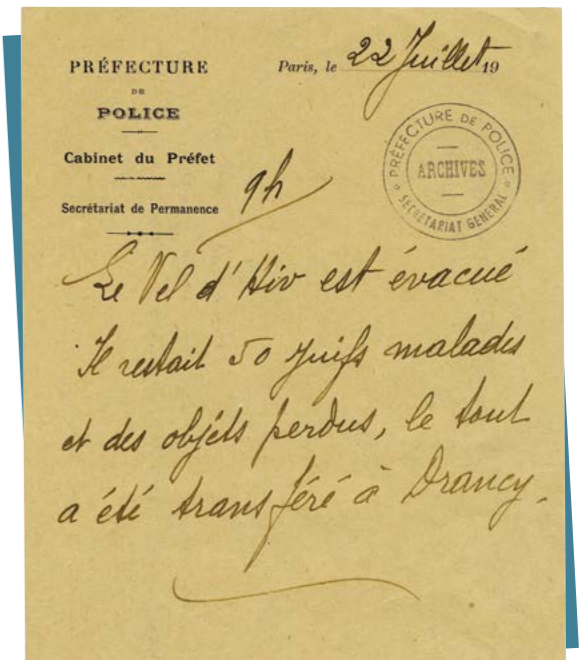 PRÉFECTURE
DE
POLICE
Cabinet du Préfet
Secrétariat de Permanence
Paris, le 22 Juillet 19
PRÉFECTURE DE POLICE
ARCHIVES
SECRÉTARIAT GÉNÉRAL
9h
Le Vel d'Hiv est évacué
Il restait 50 juifs malades
et des objets perdus, le tout
a été transféré à Drancy.